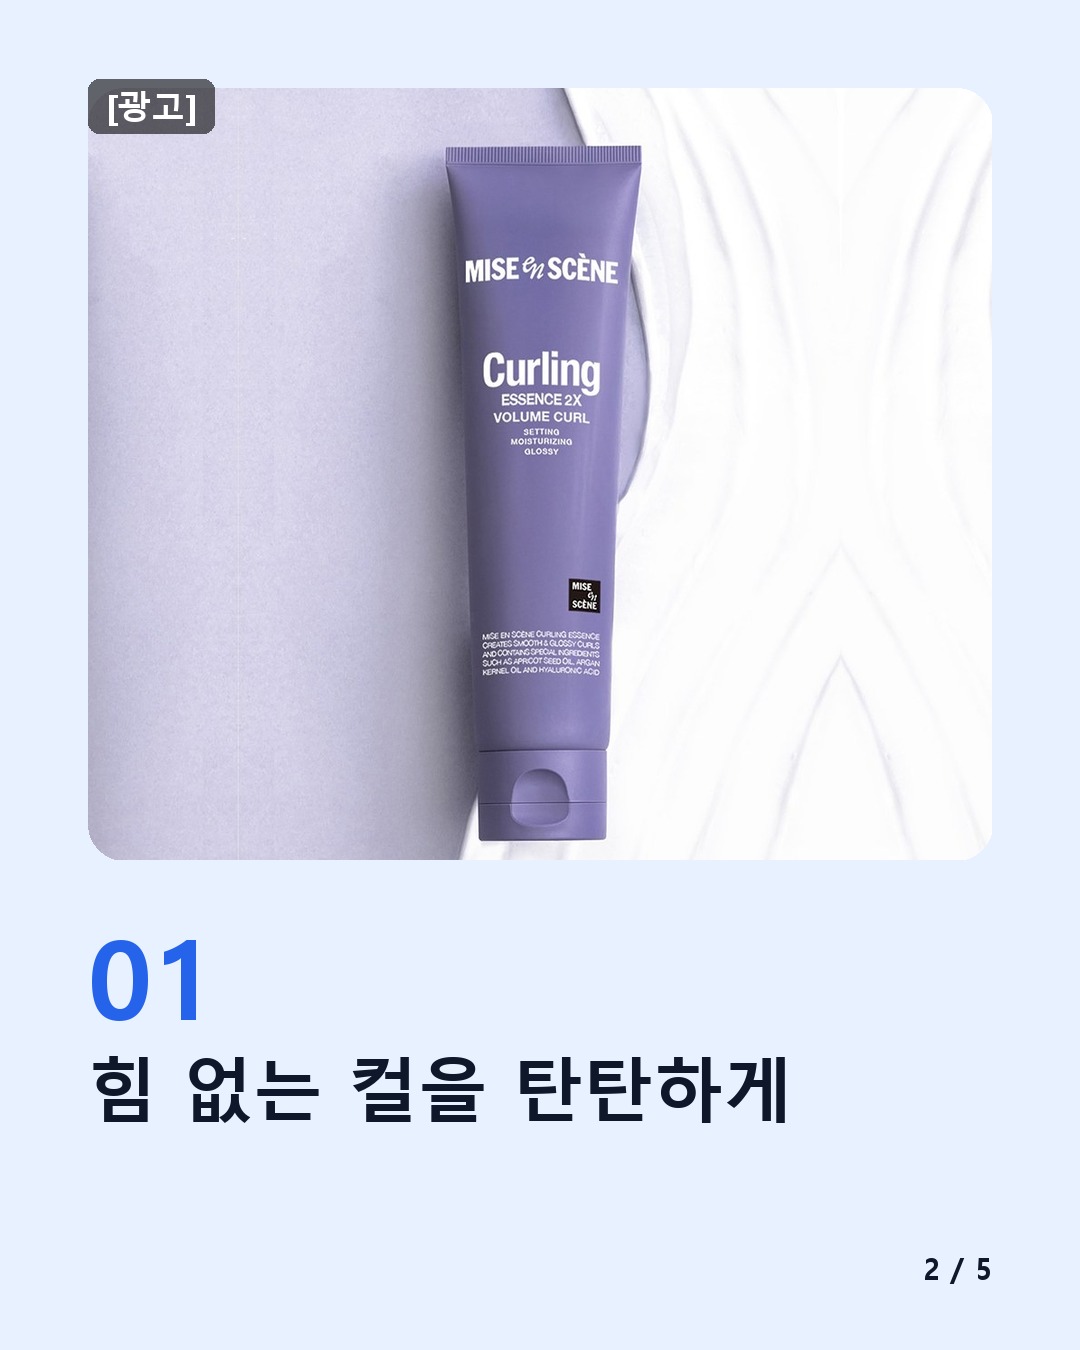 [광고]
MISE en SCÈNE
Curling
ESSENCE 2X
VOLUME CURL
SETTING
MOISTURIZING
GLOSSY
MISE
en
SCÈNE
MISE EN SCÈNE CURLING ESSENCE
CREATES SMOOTH & GLOSSY CURLS
AND CONTAINS SPECIAL INGREDIENTS
SUCH AS APRICOT SEED OIL, ARGAN
KERNEL OIL AND HYALURONIC ACID
01
힘 없는 컬을 탄탄하게
2 / 5